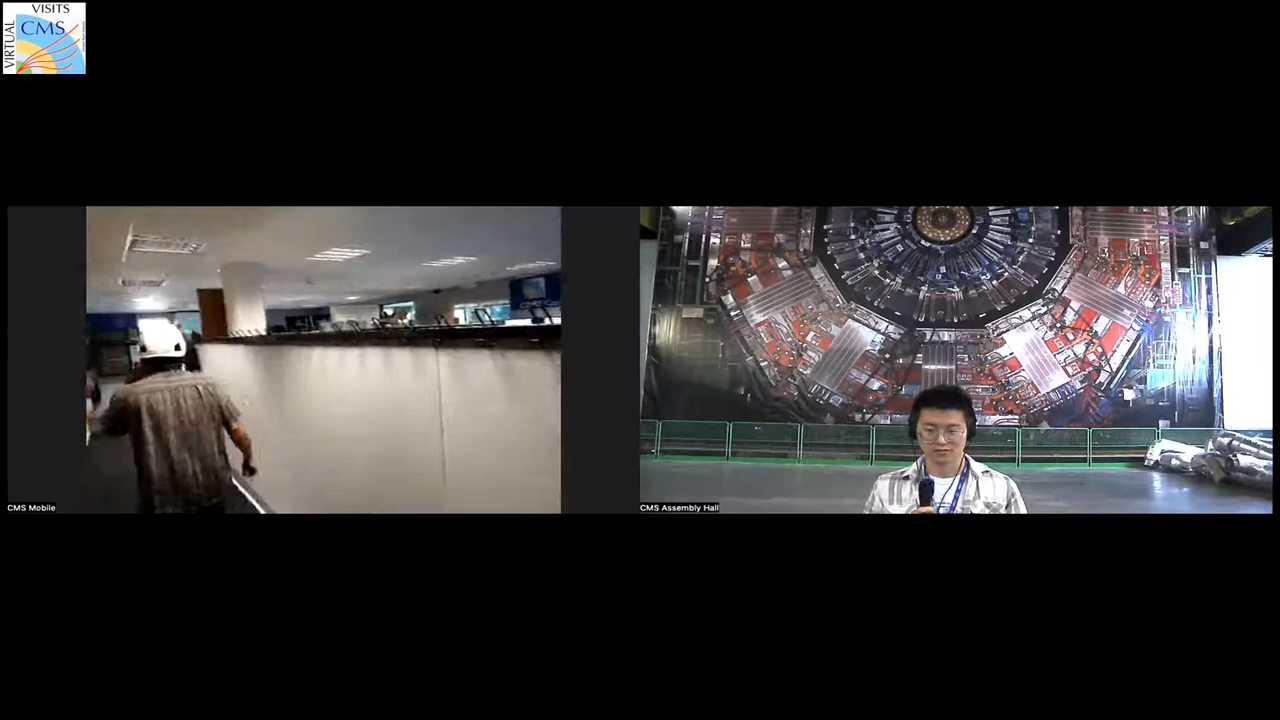 VISITS
CMS
VIRTUAL
CMS Mobile
CMS Assembly Hall